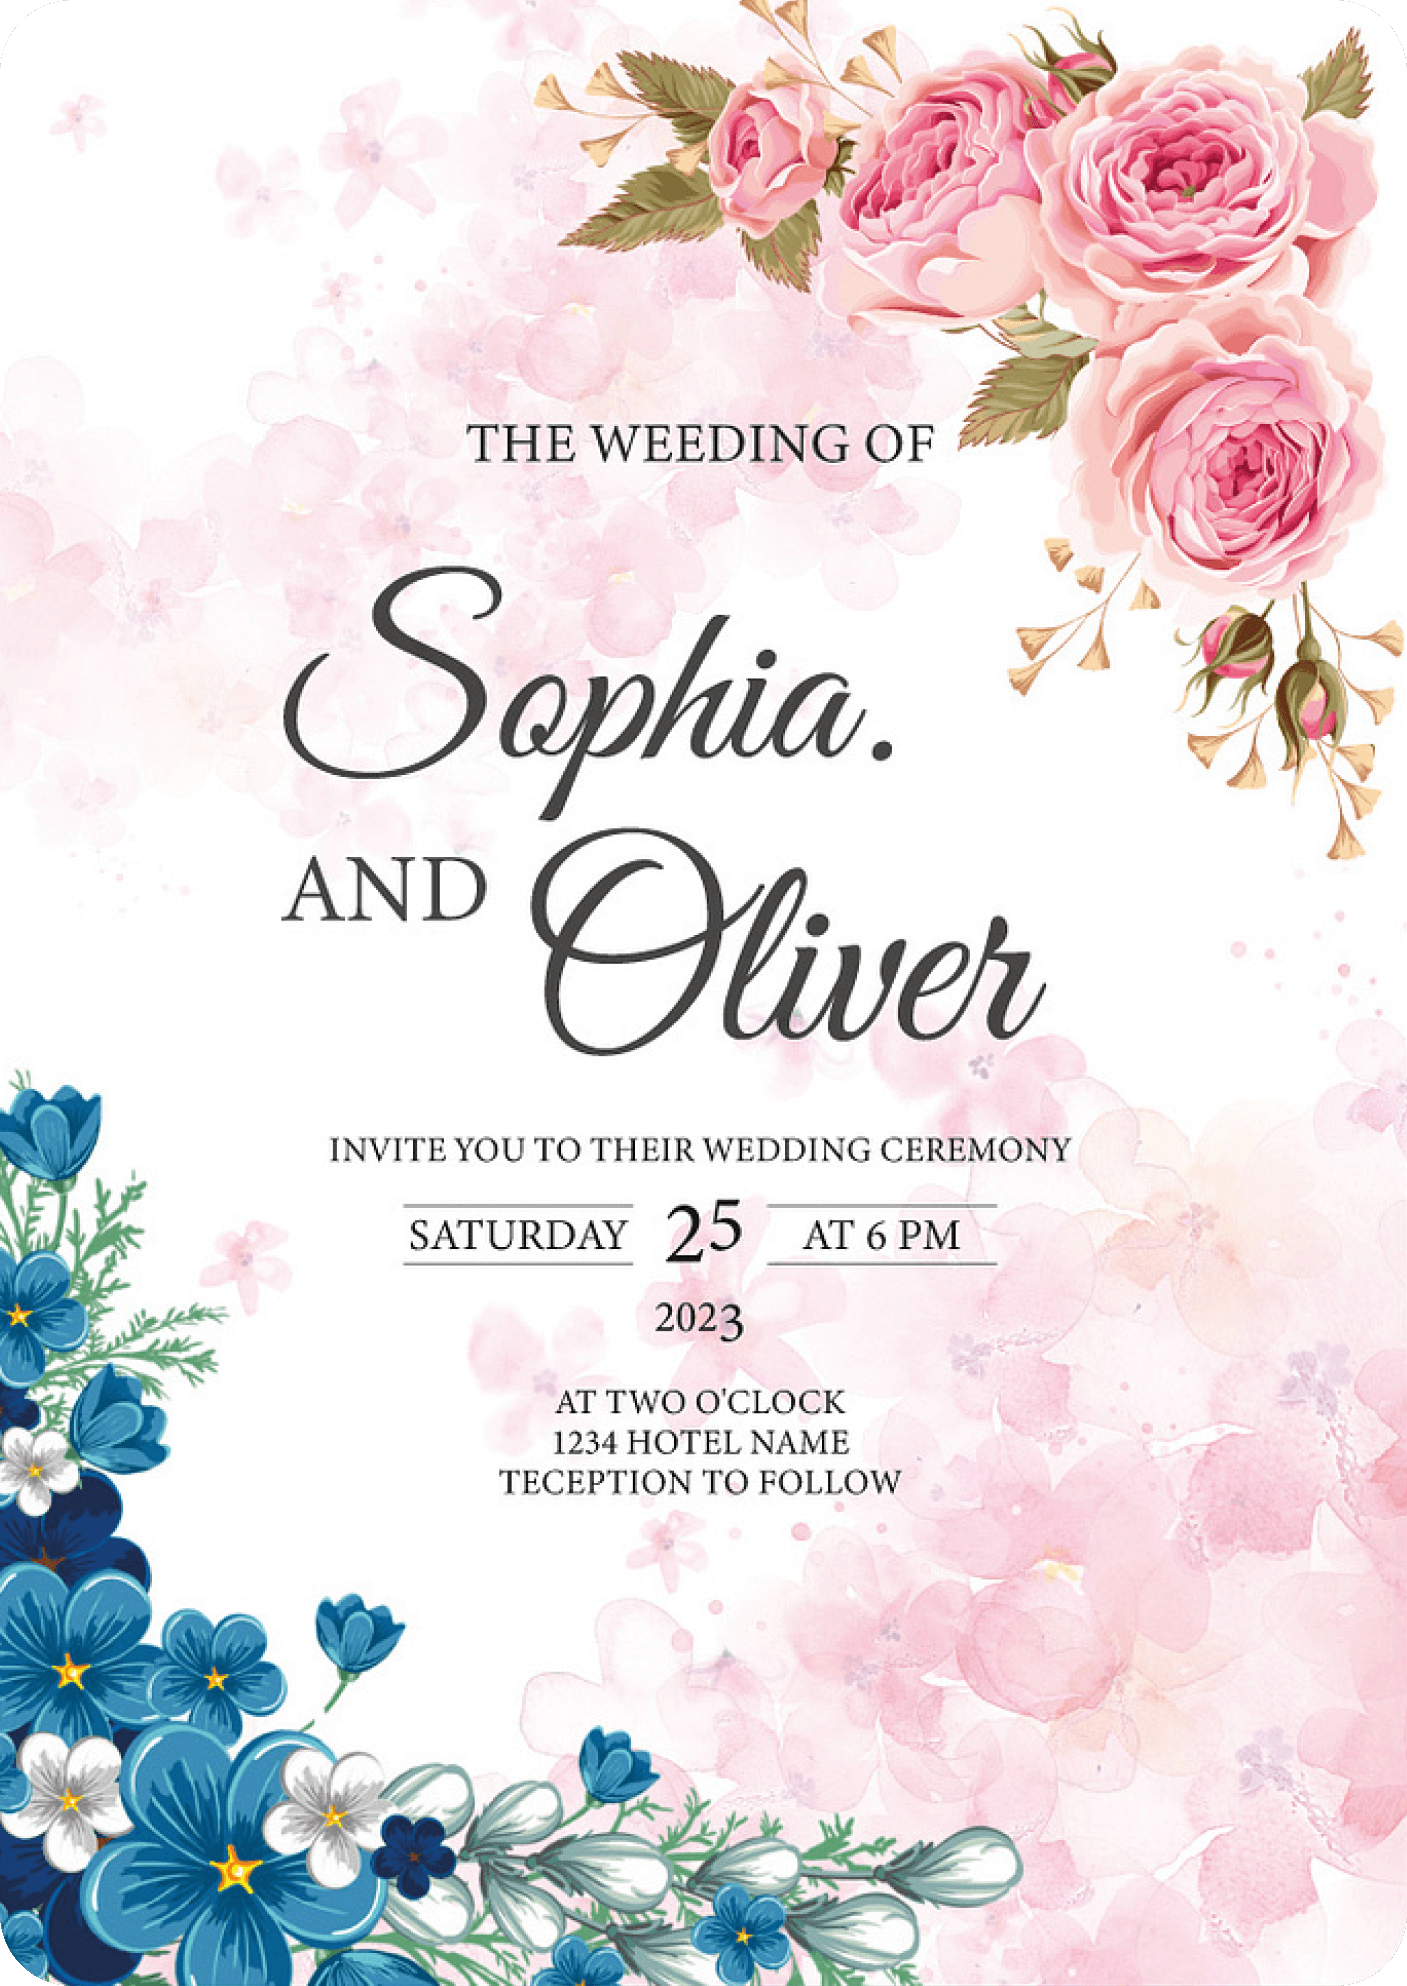 THE WEEDING OF
Sophia.
AND Oliver
INVITE YOU TO THEIR WEDDING CEREMONY
SATURDAY 25 AT 6 PM
2023
AT TWO O'CLOCK
1234 HOTEL NAME
TECEPTION TO FOLLOW